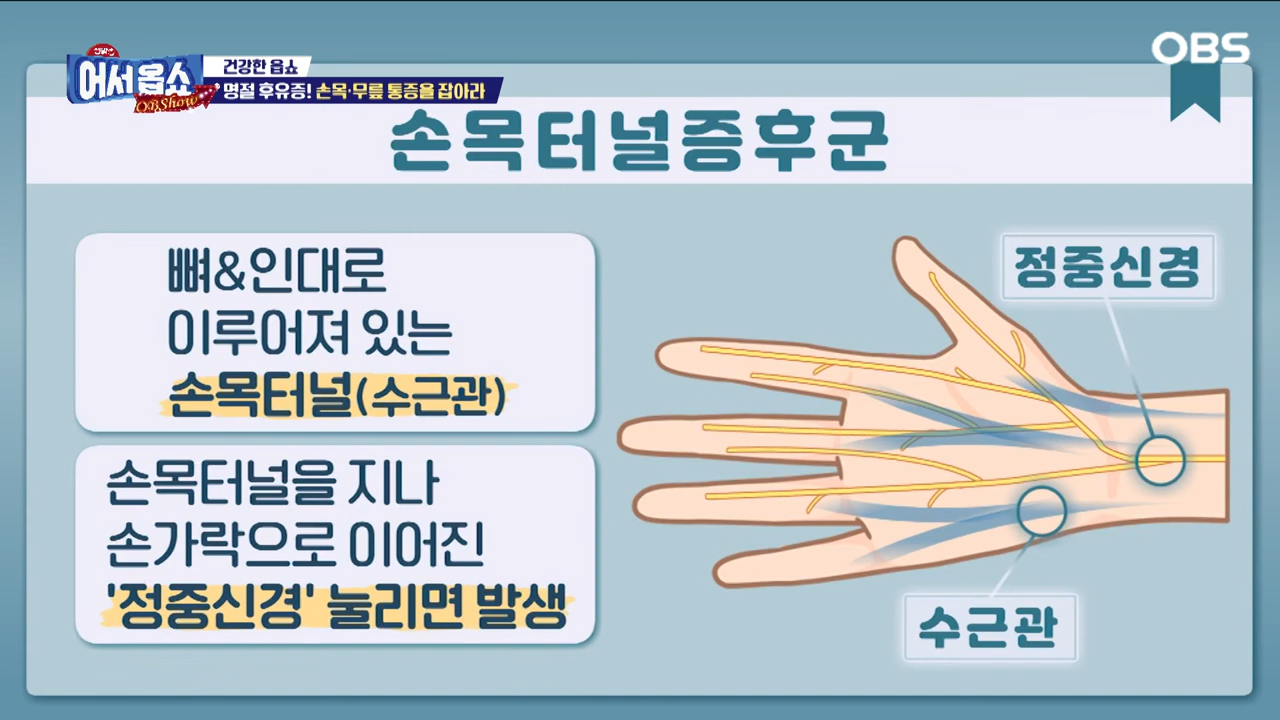 OBS
어서옵쇼
OBShow
건강한 옵쇼
명절 후유증! 손목·무릎 통증을 잡아라
손목터널증후군
뼈&인대로
이루어져 있는
손목터널(수근관)
손목터널을 지나
손가락으로 이어진
'정중신경' 눌리면 발생
정중신경
수근관